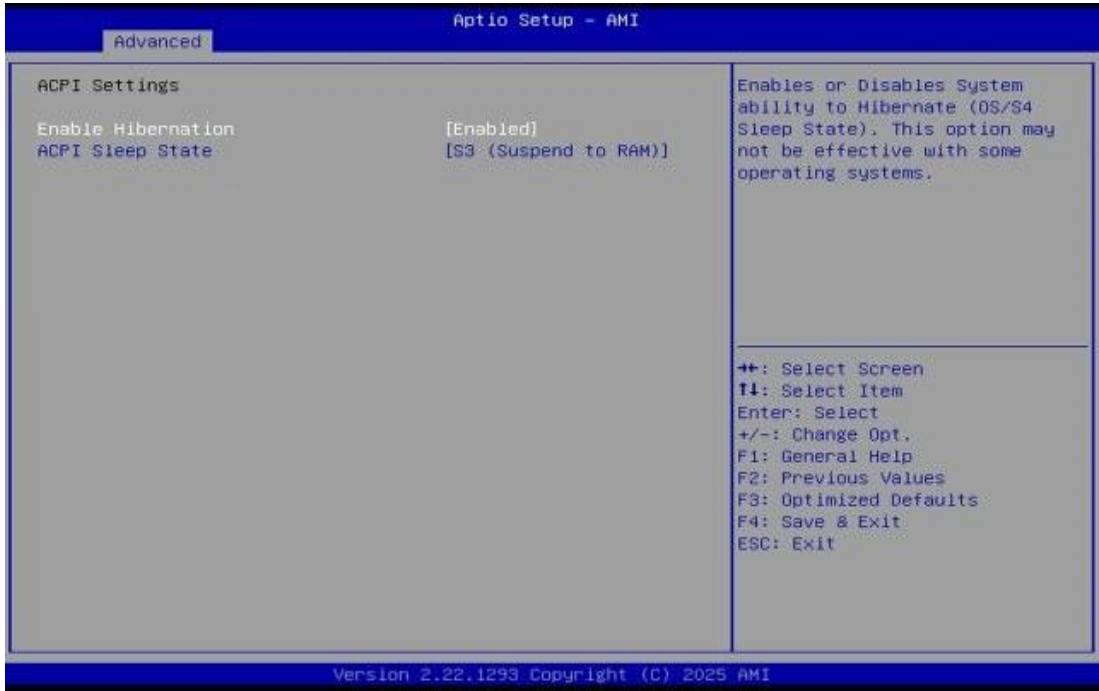 Aptio Setup – AMI
Advanced
ACPI Settings
Enable Hibernation [Enabled]
ACPI Sleep State [S3 (Suspend to RAM)]
Enables or Disables System
ability to Hibernate (OS/S4
Sleep State). This option may
not be effective with some
operating systems.
→←: Select Screen
↑↓: Select Item
Enter: Select
+/-: Change Opt.
F1: General Help
F2: Previous Values
F3: Optimized Defaults
F4: Save & Exit
ESC: Exit
Version 2.22.1293 Copyright (C) 2025 AMI